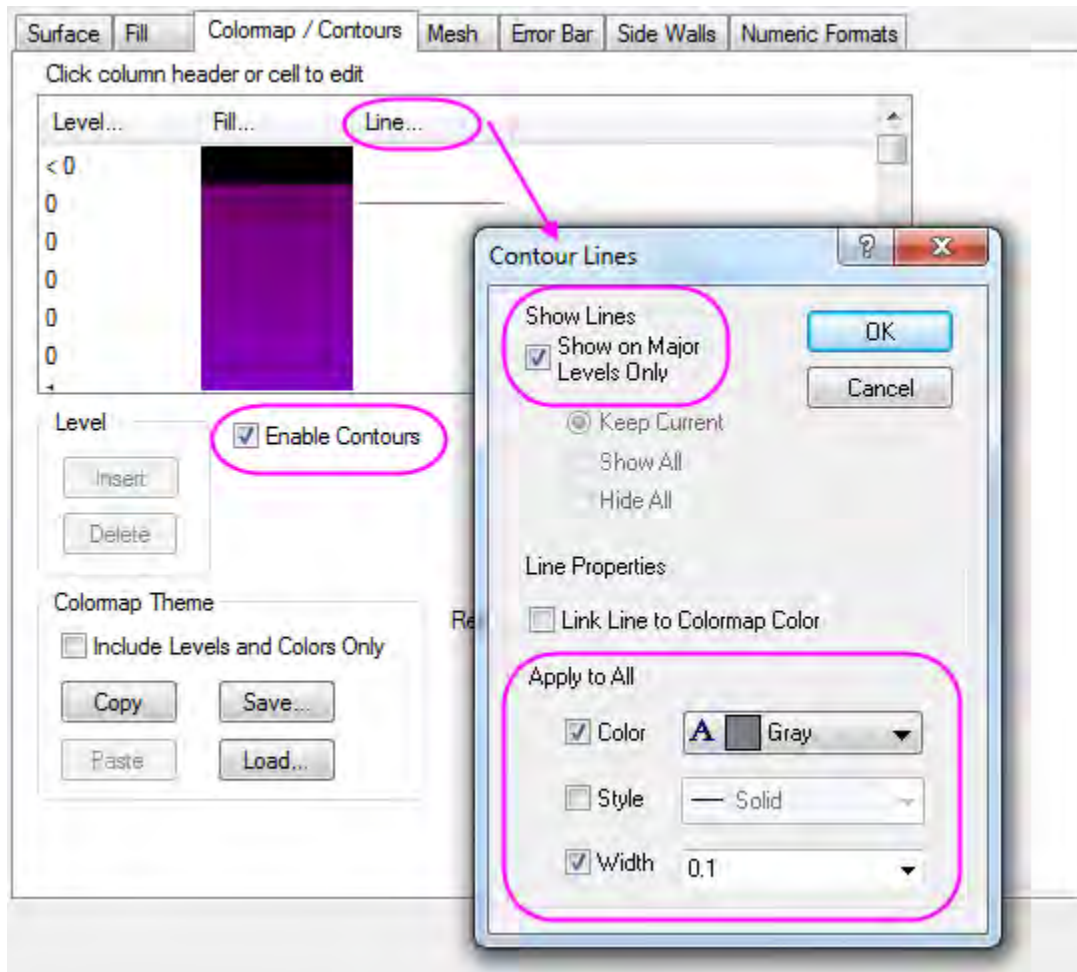 Surface Fill Colormap / Contours Mesh Error Bar Side Walls Numeric Formats
Click column header or cell to edit
Level... Fill... Line...
< 0
0
0
0
0
0
Level
Enable Contours
Insert
Delete
Colormap Theme
Include Levels and Colors Only
Copy Save...
Paste Load...
Contour Lines
Show Lines
Show on Major
Levels Only
OK
Cancel
Keep Current
Show All
Hide All
Line Properties
Link Line to Colormap Color
Apply to All
Color A Gray
Style Solid
Width 0.1